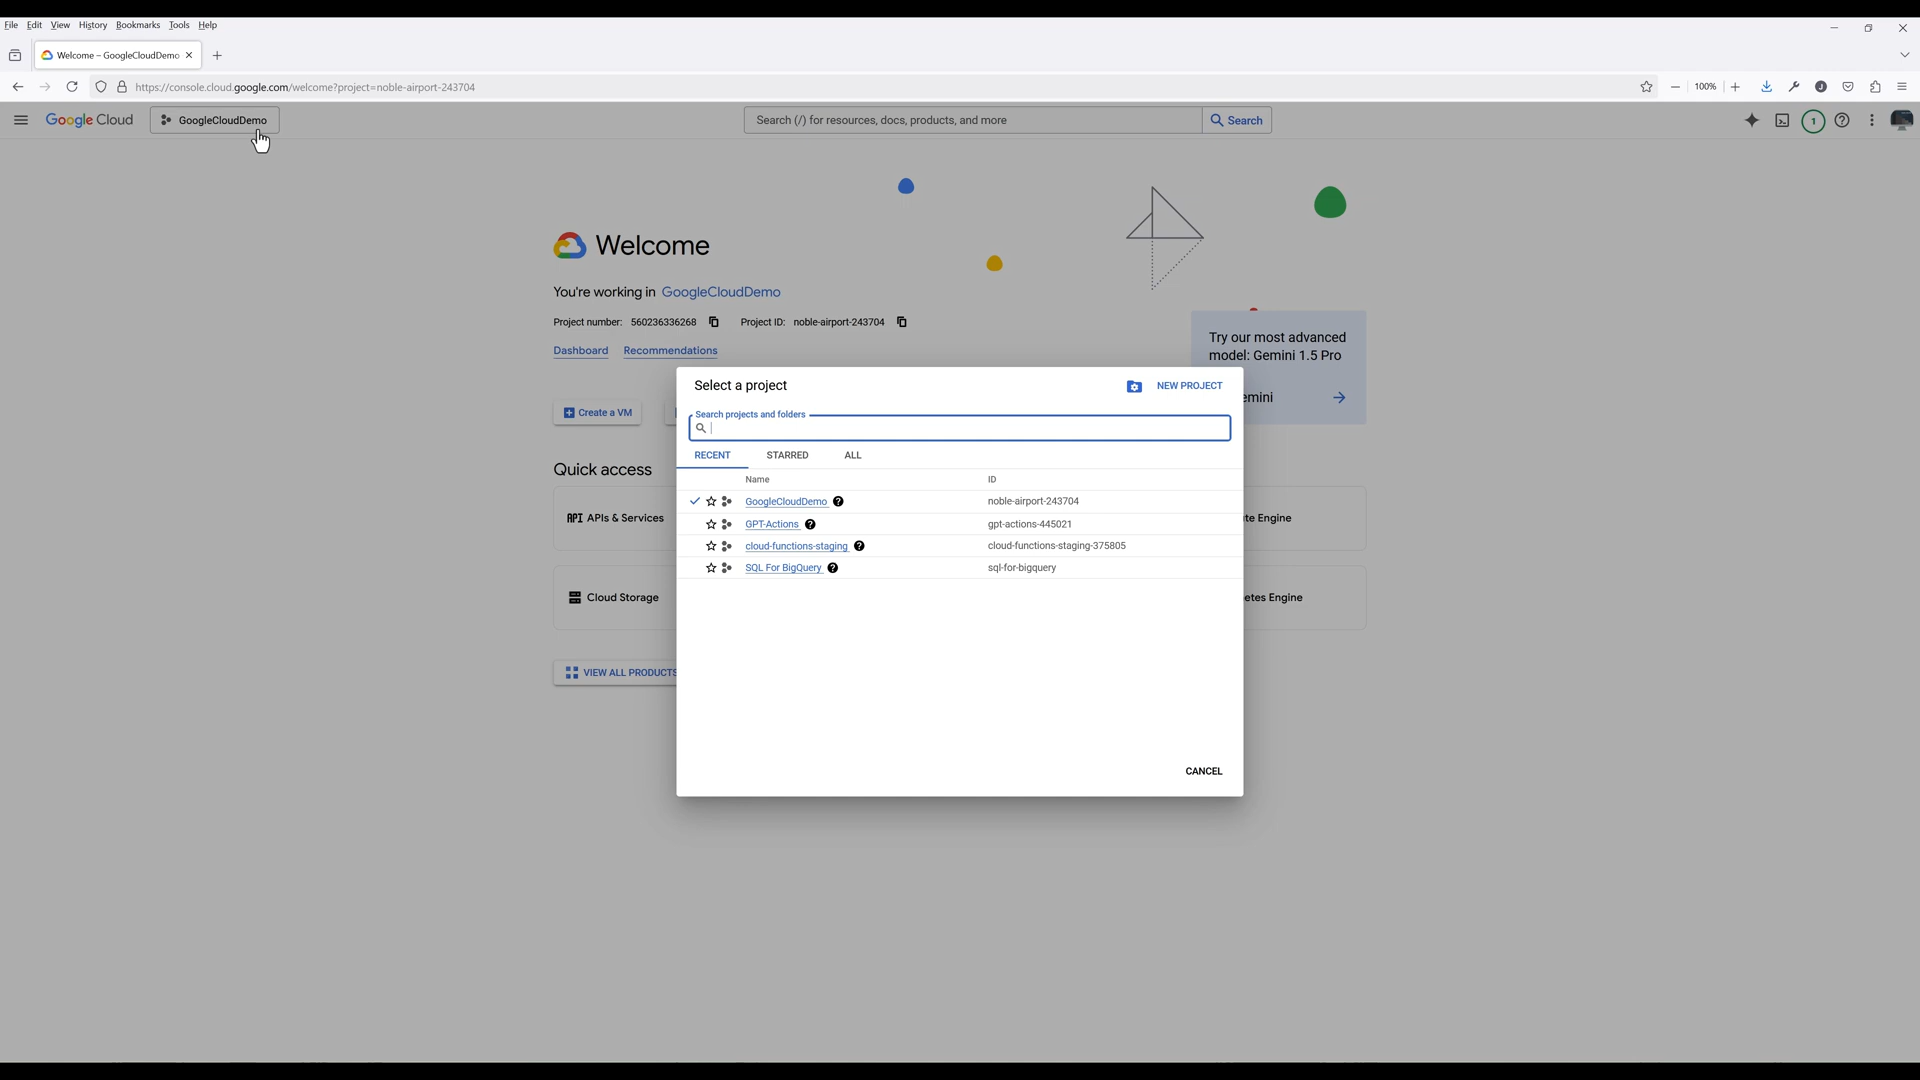 File Edit View History Bookmarks Tools Help
Welcome – GoogleCloudDemo
https://console.cloud.google.com/welcome?project=noble-airport-243704
100%
Google Cloud
GoogleCloudDemo
Search (/) for resources, docs, products, and more
Search
1
Welcome
You're working in GoogleCloudDemo
Project number: 560236336268 Project ID: noble-airport-243704
Dashboard Recommendations
Try our most advanced
model: Gemini 1.5 Pro
emini
Create a VM
Quick access
API APIs & Services
te Engine
Cloud Storage
etes Engine
VIEW ALL PRODUCTS
Select a project
NEW PROJECT
Search projects and folders
RECENT STARRED ALL
Name ID
GoogleCloudDemo noble-airport-243704
GPT-Actions gpt-actions-445021
cloud-functions-staging cloud-functions-staging-375805
SQL For BigQuery sql-for-bigquery
CANCEL